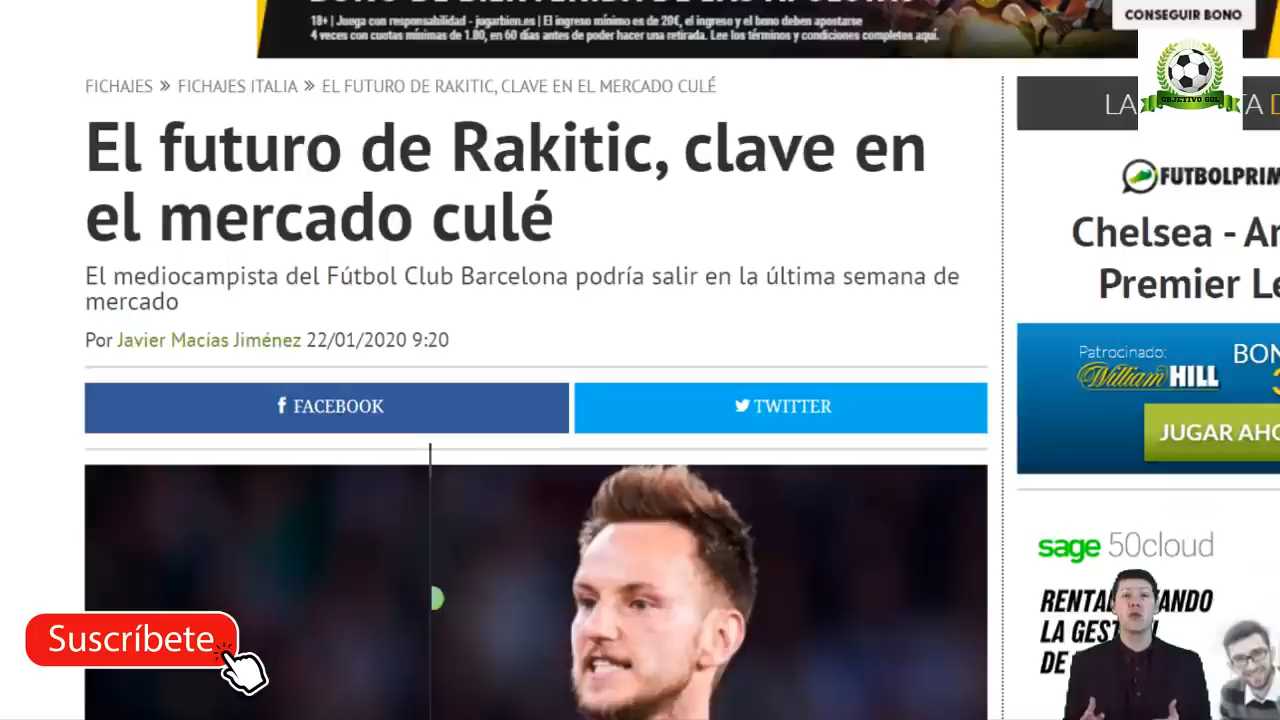 18+ | Juega con responsabilidad - jugarbien.es | El ingreso mínimo es de 20€, el ingreso y el bono deben apostarse
4 veces con cuotas mínimas de 1.80, en 60 días antes de poder hacer una retirada. Lee los términos y condiciones completos aquí.
CONSEGUIR BONO
OBJETIVO GOL
FICHAJES » FICHAJES ITALIA » EL FUTURO DE RAKITIC, CLAVE EN EL MERCADO CULÉ
El futuro de Rakitic, clave en
el mercado culé
El mediocampista del Fútbol Club Barcelona podría salir en la última semana de
mercado
Por Javier Macías Jiménez 22/01/2020 9:20
FACEBOOK
TWITTER
Suscríbete
LA
FUTBOLPRIM
Chelsea - Ar
Premier Le
Patrocinado:
William HILL
BON
JUGAR AHO
sage 50cloud
LA
DE